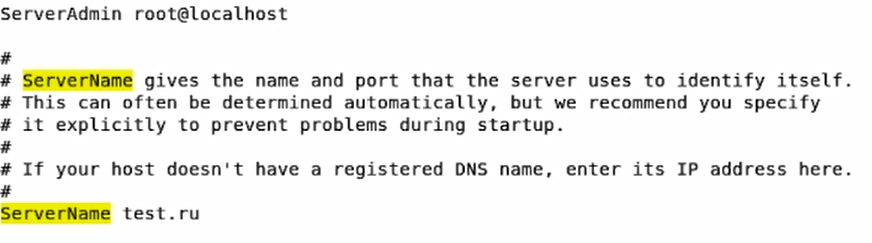 ServerAdmin root@localhost
#
# ServerName gives the name and port that the server uses to identify itself.
# This can often be determined automatically, but we recommend you specify
# it explicitly to prevent problems during startup.
#
# If your host doesn't have a registered DNS name, enter its IP address here.
#
ServerName test.ru